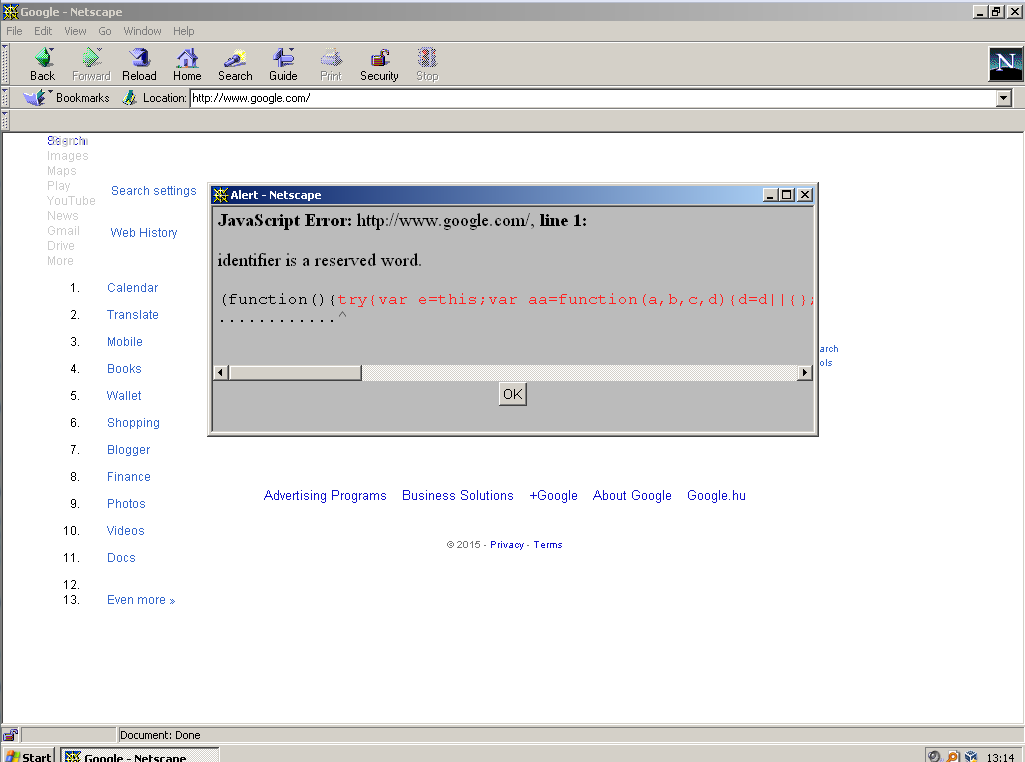 Google - Netscape
File Edit View Go Window Help
Back Forward Reload Home Search Guide Print Security Stop
N
Bookmarks Location: http://www.google.com/
Search
Images
Maps
Play
YouTube
News
Gmail
Drive
More
Search settings
Web History
1. Calendar
2. Translate
3. Mobile
4. Books
5. Wallet
6. Shopping
7. Blogger
8. Finance
9. Photos
10. Videos
11. Docs
12.
13. Even more »
Alert - Netscape
JavaScript Error: http://www.google.com/, line 1:
identifier is a reserved word.
(function(){try{var e=this;var aa=function(a,b,c,d){d=d||{};
............^
OK
arch
ols
Advertising Programs Business Solutions +Google About Google Google.hu
© 2015 - Privacy - Terms
Document: Done
Start Google - Netscape 13:14